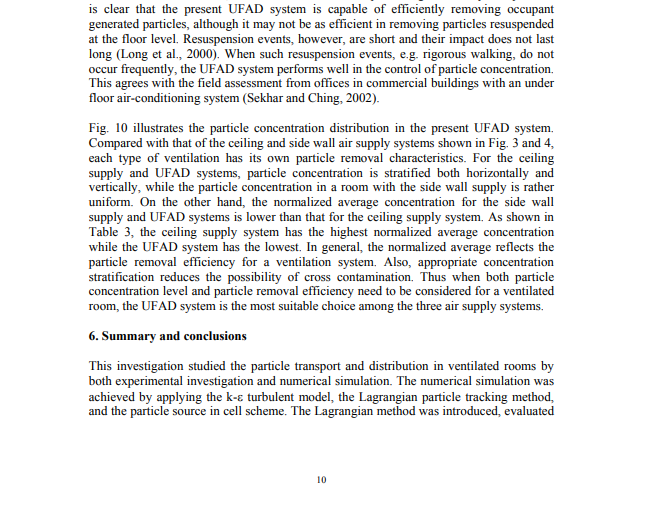 is clear that the present UFAD system is capable of efficiently removing occupant
generated particles, although it may not be as efficient in removing particles resuspended
at the floor level. Resuspension events, however, are short and their impact does not last
long (Long et al., 2000). When such resuspension events, e.g. rigorous walking, do not
occur frequently, the UFAD system performs well in the control of particle concentration.
This agrees with the field assessment from offices in commercial buildings with an under
floor air-conditioning system (Sekhar and Ching, 2002).
Fig. 10 illustrates the particle concentration distribution in the present UFAD system.
Compared with that of the ceiling and side wall air supply systems shown in Fig. 3 and 4,
each type of ventilation has its own particle removal characteristics. For the ceiling
supply and UFAD systems, particle concentration is stratified both horizontally and
vertically, while the particle concentration in a room with the side wall supply is rather
uniform. On the other hand, the normalized average concentration for the side wall
supply and UFAD systems is lower than that for the ceiling supply system. As shown in
Table 3, the ceiling supply system has the highest normalized average concentration
while the UFAD system has the lowest. In general, the normalized average reflects the
particle removal efficiency for a ventilation system. Also, appropriate concentration
stratification reduces the possibility of cross contamination. Thus when both particle
concentration level and particle removal efficiency need to be considered for a ventilated
room, the UFAD system is the most suitable choice among the three air supply systems.
6. Summary and conclusions
This investigation studied the particle transport and distribution in ventilated rooms by
both experimental investigation and numerical simulation. The numerical simulation was
achieved by applying the k-ε turbulent model, the Lagrangian particle tracking method,
and the particle source in cell scheme. The Lagrangian method was introduced, evaluated
10